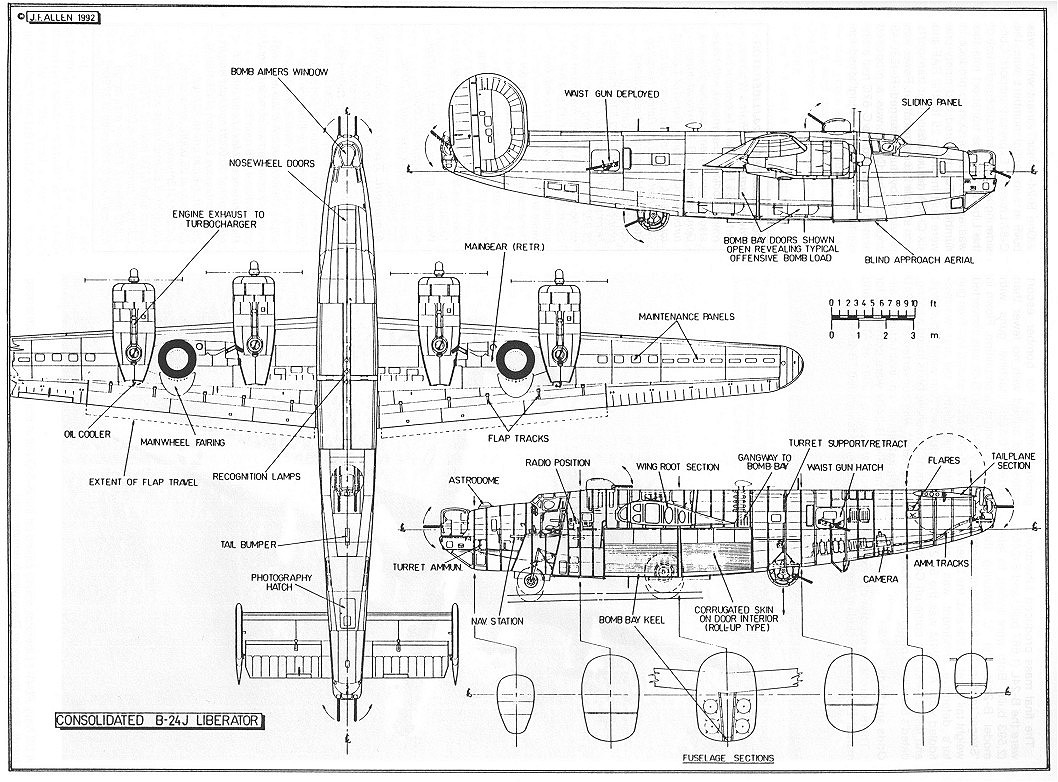 © J.F. ALLEN 1992
BOMB AIMERS WINDOW
NOSEWHEEL DOORS
ENGINE EXHAUST TO
TURBOCHARGER
MAINGEAR (RETR.)
WAIST GUN DEPLOYED
SLIDING PANEL
BOMB BAY DOORS SHOWN
OPEN REVEALING TYPICAL
OFFENSIVE BOMB LOAD
BLIND APPROACH AERIAL
0 1 2 3 4 5 6 7 8 9 10 ft
0 1 2 3 m.
MAINTENANCE PANELS
OIL COOLER
MAINWHEEL FAIRING
EXTENT OF FLAP TRAVEL
RECOGNITION LAMPS
FLAP TRACKS
TAIL BUMPER
PHOTOGRAPHY
HATCH
ASTRODOME
RADIO POSITION
WING ROOT SECTION
GANGWAY TO
BOMB BAY
TURRET SUPPORT/RETRACT
WAIST GUN HATCH
FLARES
TAILPLANE
SECTION
TURRET AMMUN.
NAV. STATION
BOMB BAY KEEL
CORRUGATED SKIN
ON DOOR INTERIOR
(ROLL-UP TYPE)
CAMERA
AMM. TRACKS
CONSOLIDATED B-24J LIBERATOR
FUSELAGE SECTIONS